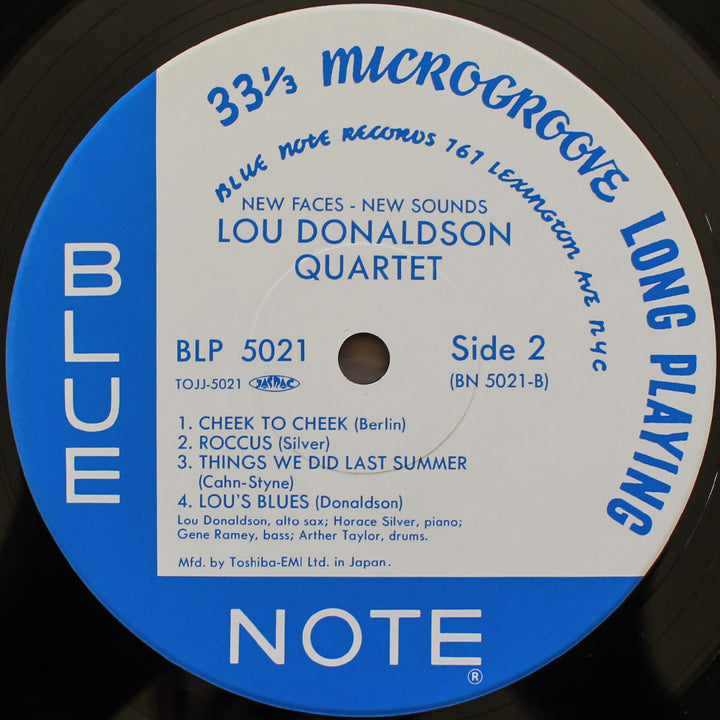 33⅓ MICROGROOVE LONG PLAYING
BLUE NOTE RECORDS 767 LEXINGTON AVE NYC
NEW FACES - NEW SOUNDS
LOU DONALDSON
QUARTET
BLP 5021
Side 2
TOJJ-5021 JASRAC
(BN 5021-B)
1. CHEEK TO CHEEK (Berlin)
2. ROCCUS (Silver)
3. THINGS WE DID LAST SUMMER
(Cahn-Styne)
4. LOU'S BLUES (Donaldson)
Lou Donaldson, alto sax; Horace Silver, piano;
Gene Ramey, bass; Arther Taylor, drums.
Mfd. by Toshiba-EMI Ltd. in Japan.
BLUE
NOTE®